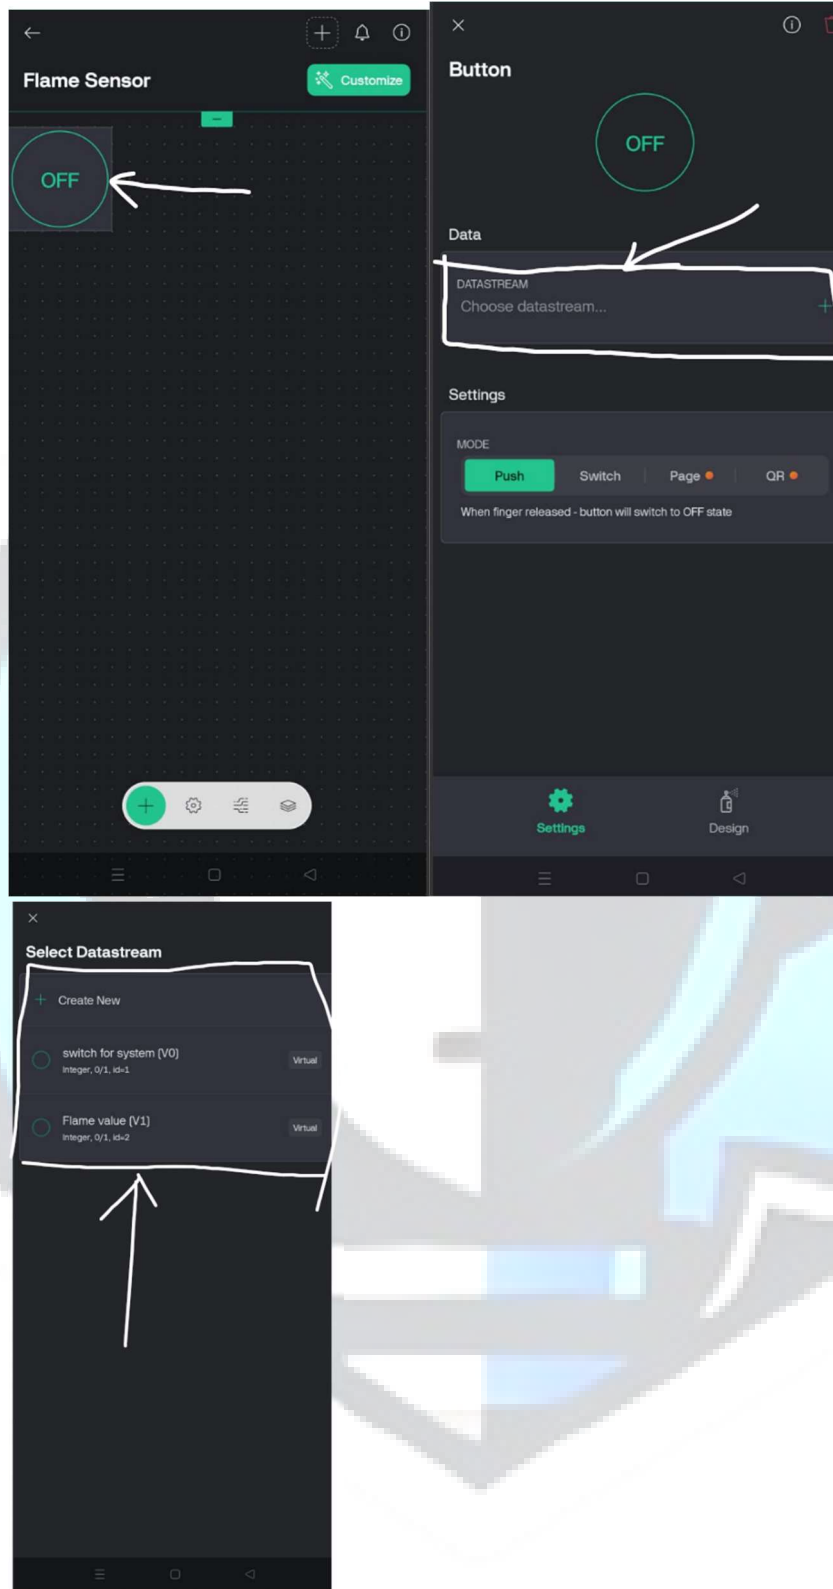 Flame Sensor
Customize
OFF
Button
OFF
Data
DATASTREAM
Choose datastream...
Settings
MODE
Push Switch Page QR
When finger released - button will switch to OFF state
Settings Design
Select Datastream
Create New
switch for system (V0)
Integer, 0/1, id=1
Virtual
Flame value (V1)
Integer, 0/1, id=2
Virtual